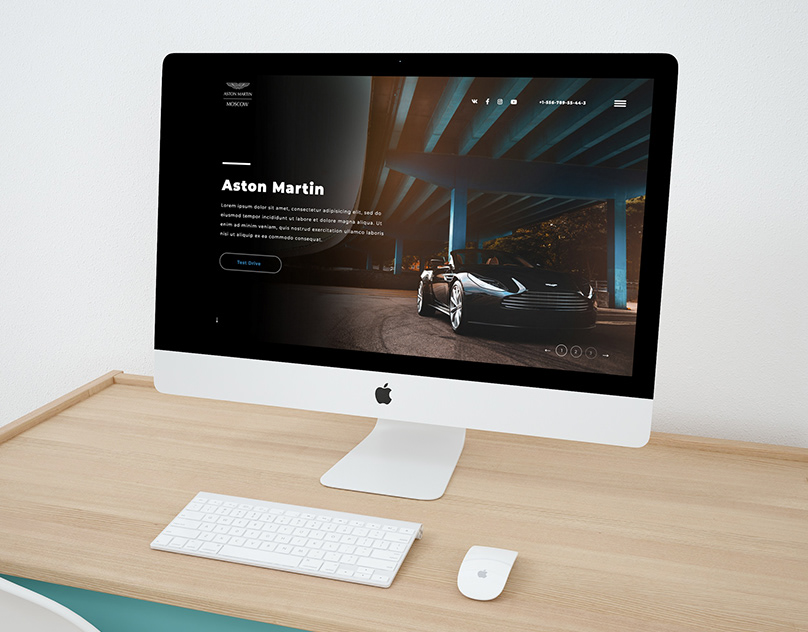 ASTON MARTIN
MOSCOW
+1-556-789-55-44-3
Aston Martin
Lorem ipsum dolor sit amet, consectetur adipisicing elit, sed do
eiusmod tempor incididunt ut labore et dolore magna aliqua. Ut
enim ad minim veniam, quis nostrud exercitation ullamco laboris
nisi ut aliquip ex ea commodo consequat.
Test Drive
1 2